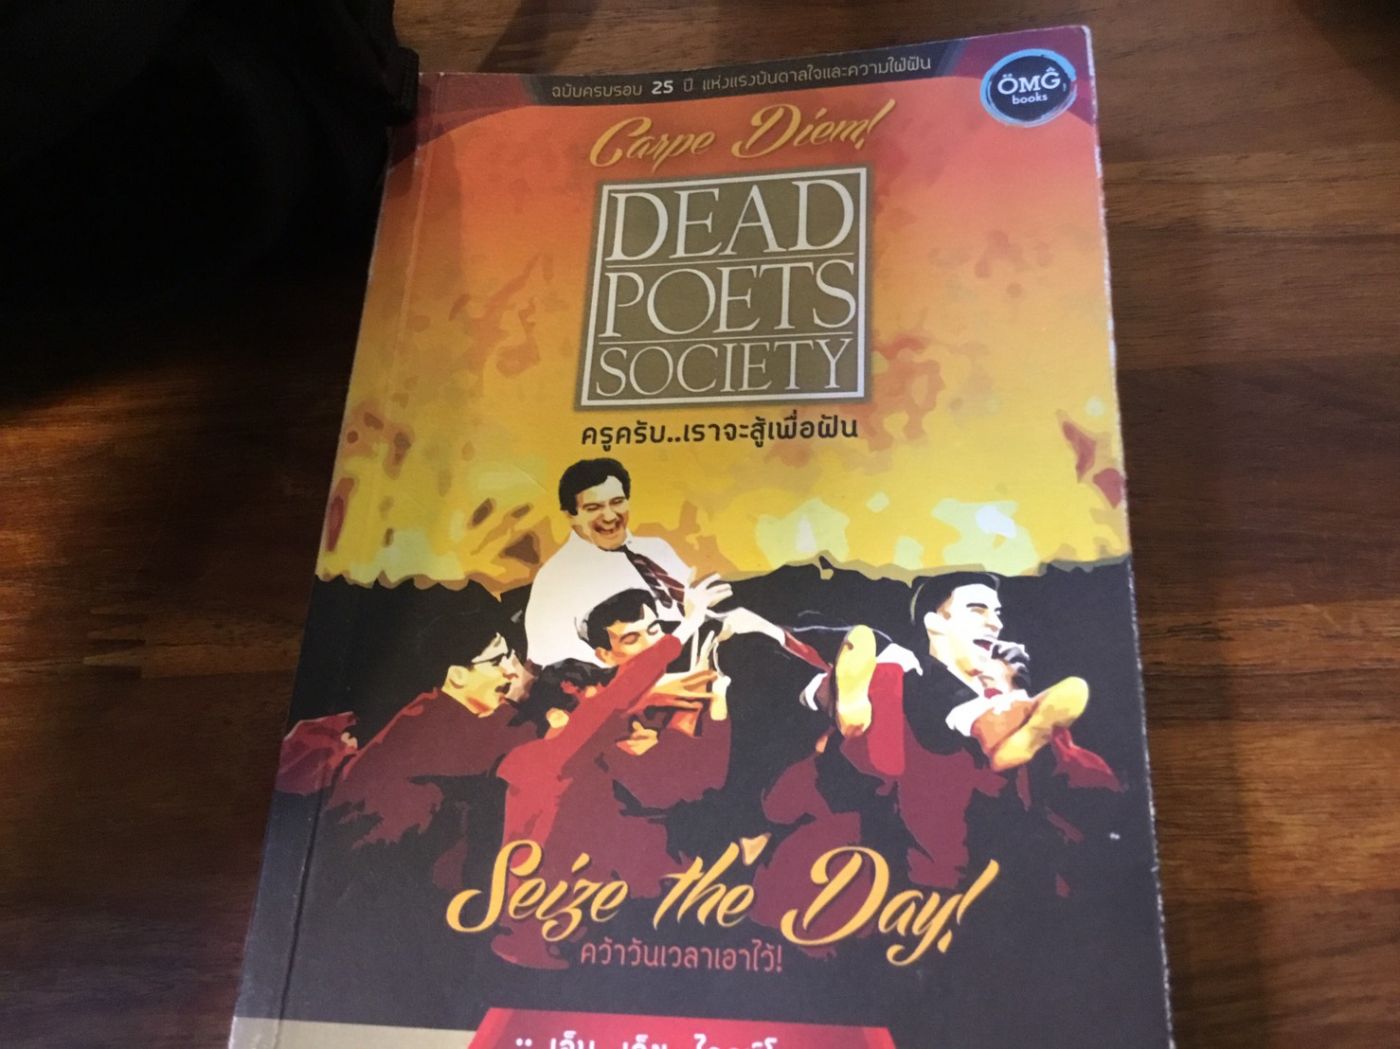 ฉบับครบรอบ 25 ปี แห่งแรงบันดาลใจและความใฝ่ฝัน
ÖMĜ
books
Carpe Diem!
DEAD
POETS
SOCIETY
ครูครับ..เราจะสู้เพื่อฝัน
Seize the Day!
คว้าวันเวลาเอาไว้!